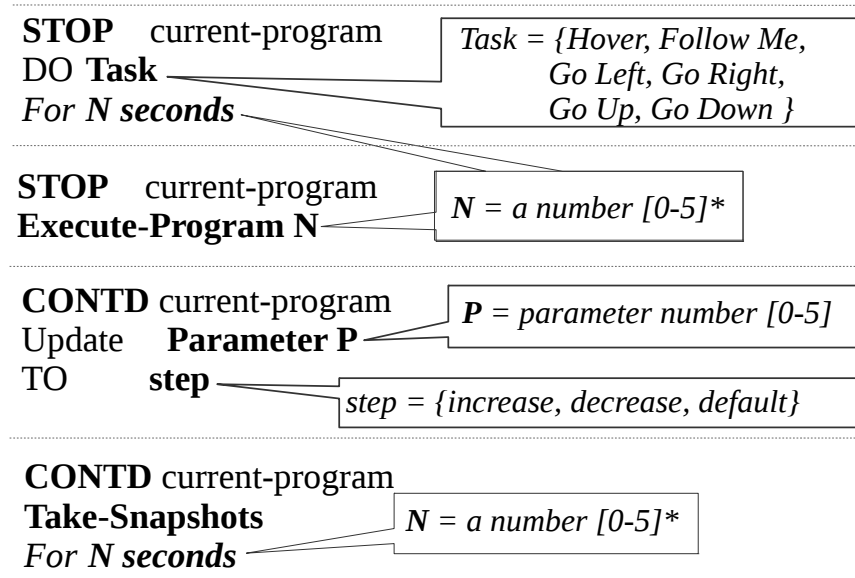 STOP current-program
DO Task
For N seconds
Task = {Hover, Follow Me,
Go Left, Go Right,
Go Up, Go Down }
STOP current-program
Execute-Program N
N = a number [0-5]*
CONTD current-program
Update Parameter P
TO step
P = parameter number [0-5]
step = {increase, decrease, default}
CONTD current-program
Take-Snapshots
For N seconds
N = a number [0-5]*